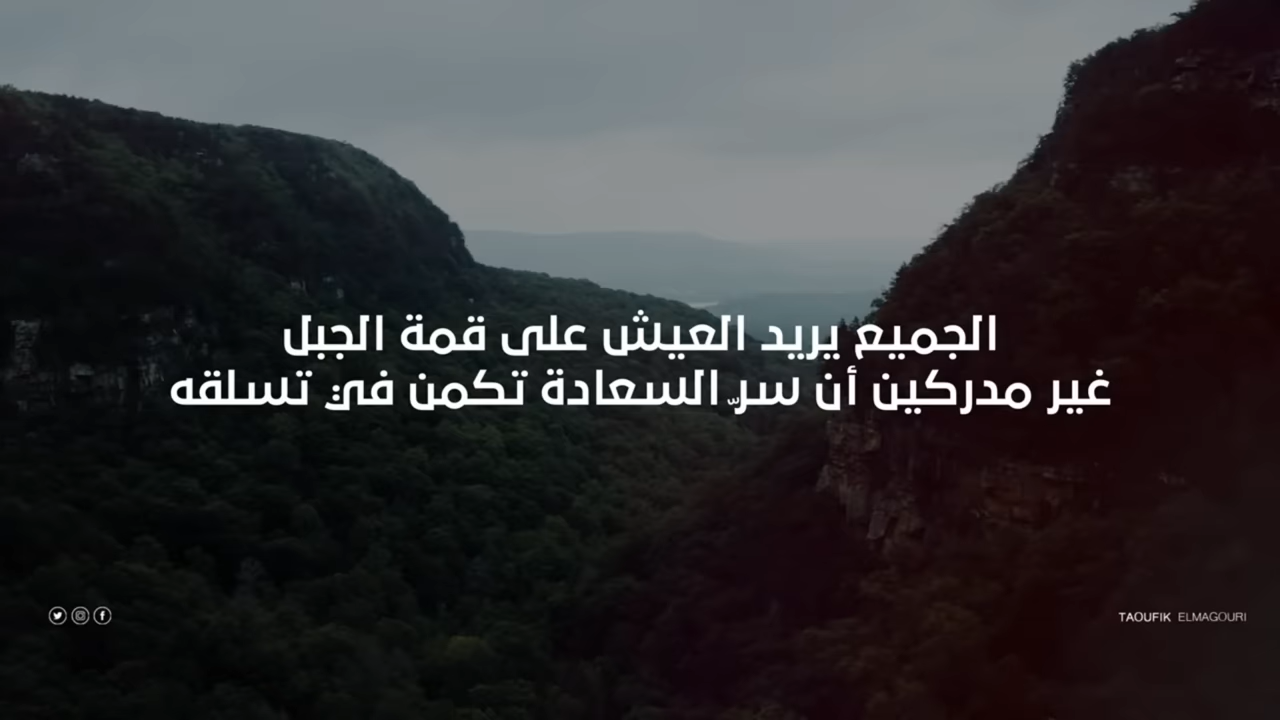 الجميع يريد العيش على قمة الجبل
غير مدركين أن سرّ السعادة تكمن في تسلقه
TAOUFIK ELMAGOURI